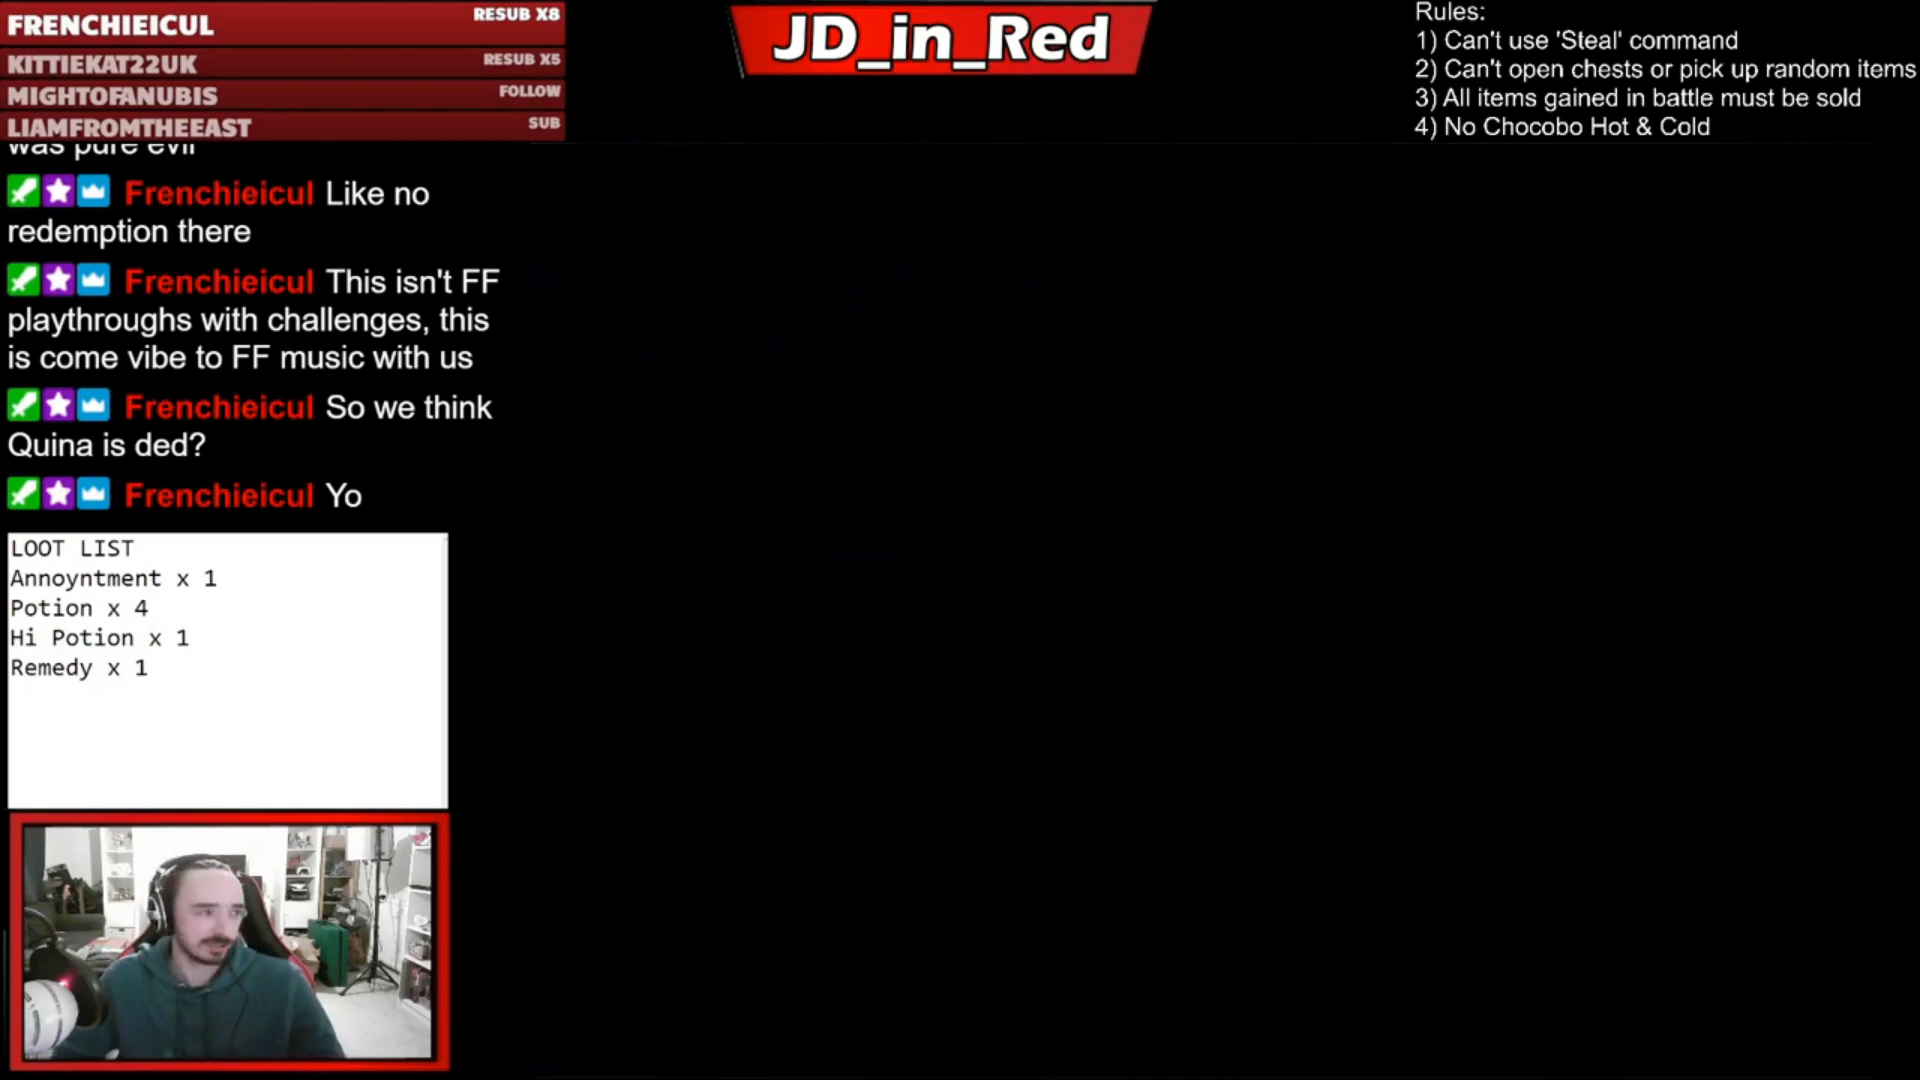 FRENCHIEICUL RESUB X8
KITTIEKAT22UK RESUB X5
MIGHTOFANUBIS FOLLOW
LIAMFROMTHEEAST SUB
was pure evil
Frenchieicul Like no
redemption there
Frenchieicul This isn't FF
playthroughs with challenges, this
is come vibe to FF music with us
Frenchieicul So we think
Quina is ded?
Frenchieicul Yo
LOOT LIST
Annoyntment x 1
Potion x 4
Hi Potion x 1
Remedy x 1
JD_in_Red
Rules:
1) Can't use 'Steal' command
2) Can't open chests or pick up random items
3) All items gained in battle must be sold
4) No Chocobo Hot & Cold